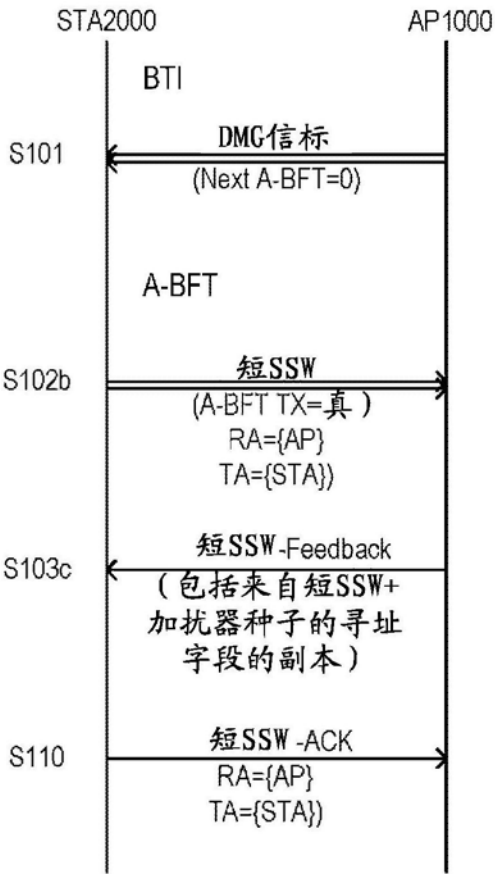 STA2000
AP1000
BTI
S101
DMG信标
(Next A-BFT=0)
A-BFT
S102b
短SSW
(A-BFT TX=真)
RA={AP}
TA={STA})
S103c
短SSW-Feedback
(包括来自短SSW+
加扰器种子的寻址
字段的副本)
S110
短SSW-ACK
RA={AP}
TA={STA})